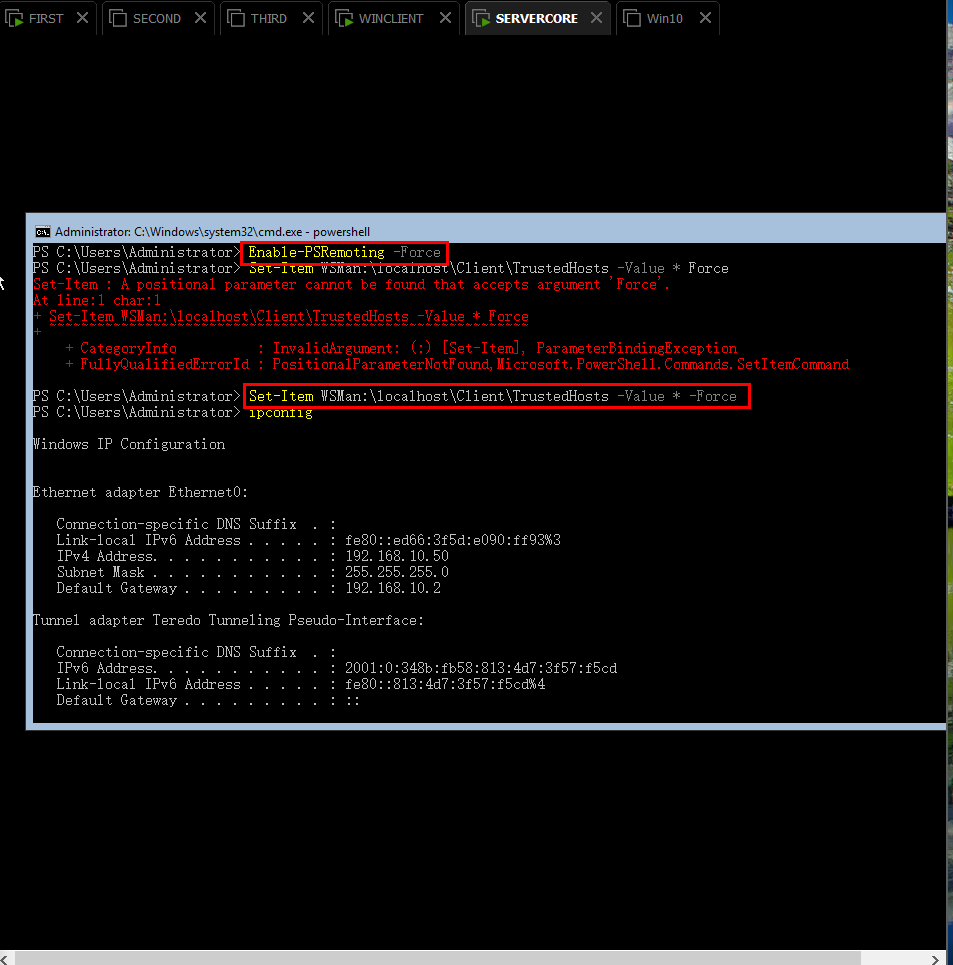 FIRST SECOND THIRD WINCLIENT SERVERCORE Win10
Administrator: C:\Windows\system32\cmd.exe - powershell
PS C:\Users\Administrator> Enable-PSRemoting -Force
PS C:\Users\Administrator> Set-Item WSMan:\localhost\Client\TrustedHosts -Value * Force
Set-Item : A positional parameter cannot be found that accepts argument 'Force'.
At line:1 char:1
+ Set-Item WSMan:\localhost\Client\TrustedHosts -Value * Force
+
+ CategoryInfo : InvalidArgument: (:) [Set-Item], ParameterBindingException
+ FullyQualifiedErrorId : PositionalParameterNotFound,Microsoft.PowerShell.Commands.SetItemCommand
PS C:\Users\Administrator> Set-Item WSMan:\localhost\Client\TrustedHosts -Value * -Force
PS C:\Users\Administrator> ipconfig
Windows IP Configuration
Ethernet adapter Ethernet0:
Connection-specific DNS Suffix . :
Link-local IPv6 Address . . . . . : fe80::ed66:3f5d:e090:ff93%3
IPv4 Address. . . . . . . . . . . : 192.168.10.50
Subnet Mask . . . . . . . . . . . : 255.255.255.0
Default Gateway . . . . . . . . . : 192.168.10.2
Tunnel adapter Teredo Tunneling Pseudo-Interface:
Connection-specific DNS Suffix . :
IPv6 Address. . . . . . . . . . . : 2001:0:348b:fb58:813:4d7:3f57:f5cd
Link-local IPv6 Address . . . . . : fe80::813:4d7:3f57:f5cd%4
Default Gateway . . . . . . . . . : ::